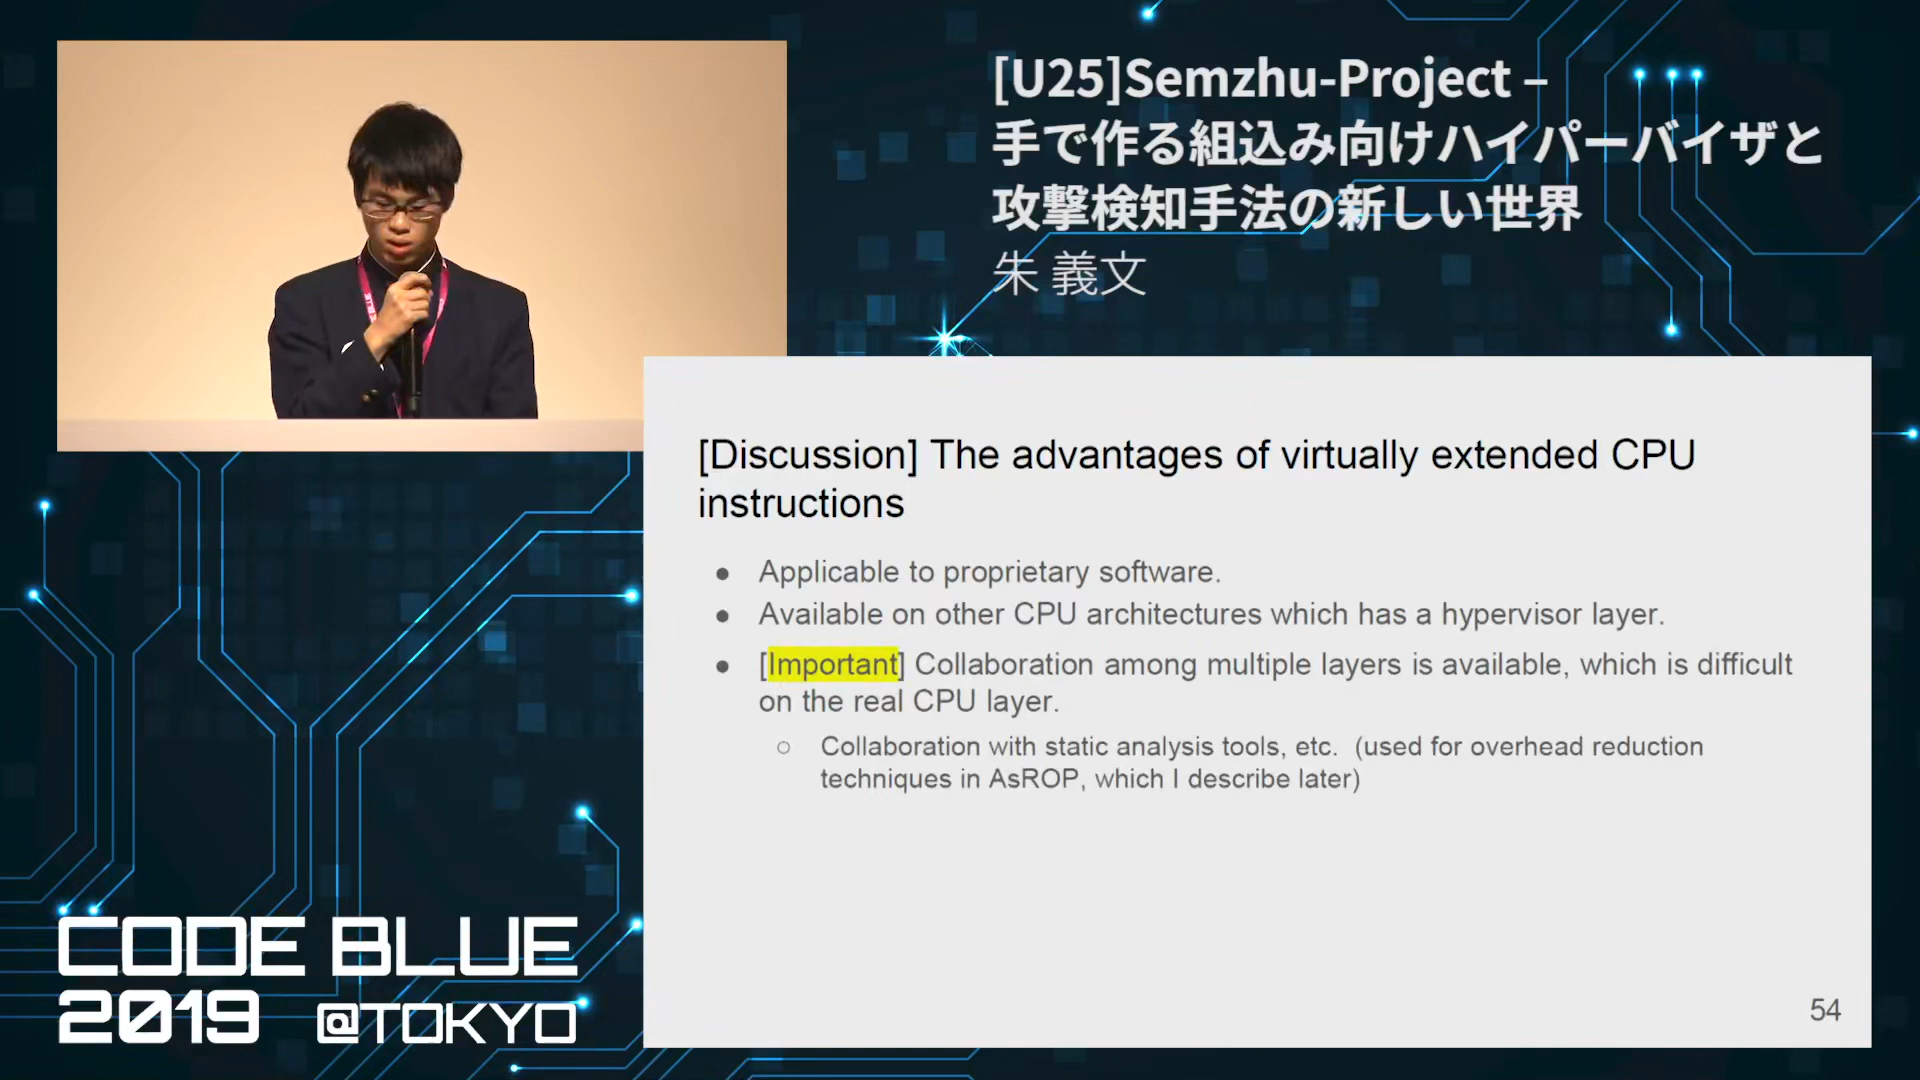 [U25]Semzhu-Project –
手で作る組込み向けハイパーバイザと
攻撃検知手法の新しい世界
朱 義文
[Discussion] The advantages of virtually extended CPU
instructions
● Applicable to proprietary software.
● Available on other CPU architectures which has a hypervisor layer.
● [Important] Collaboration among multiple layers is available, which is difficult
on the real CPU layer.
○ Collaboration with static analysis tools, etc. (used for overhead reduction
techniques in AsROP, which I describe later)
54
CODE BLUE
2019 @TOKYO